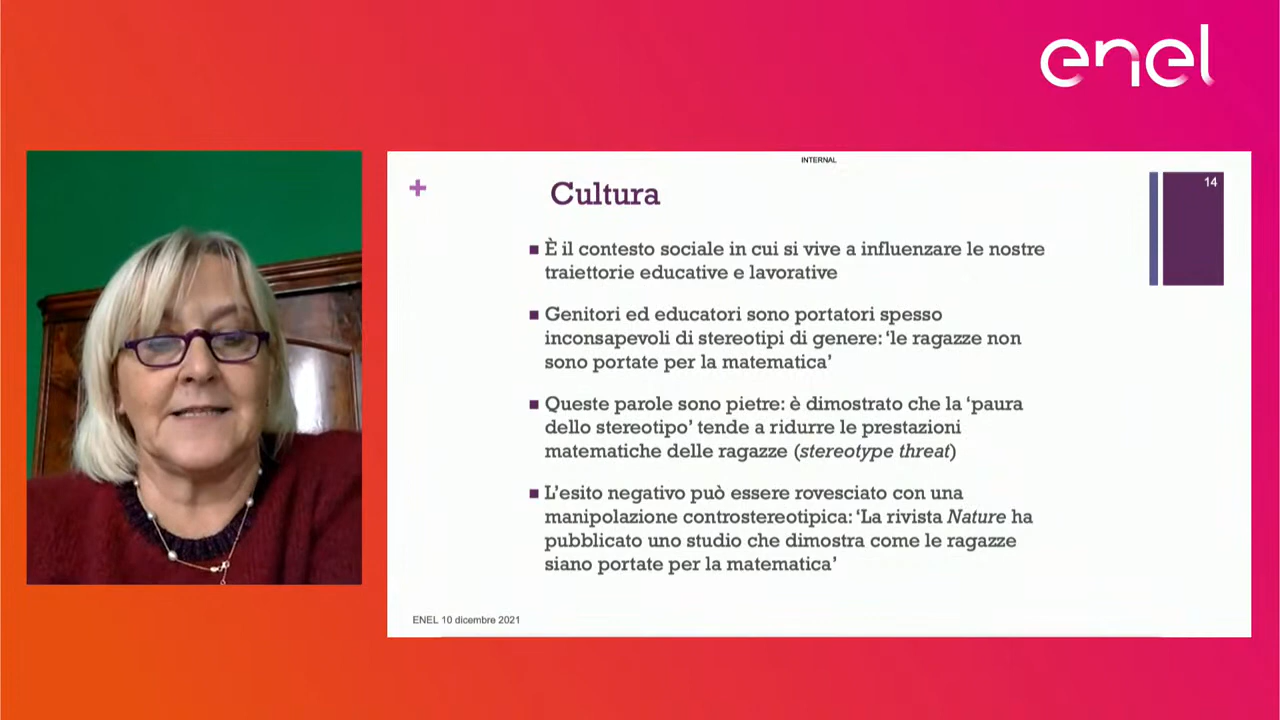 enel
INTERNAL
+
Cultura
14
È il contesto sociale in cui si vive a influenzare le nostre
traiettorie educative e lavorative
Genitori ed educatori sono portatori spesso
inconsapevoli di stereotipi di genere: ‘le ragazze non
sono portate per la matematica’
Queste parole sono pietre: è dimostrato che la ‘paura
dello stereotipo’ tende a ridurre le prestazioni
matematiche delle ragazze (stereotype threat)
L’esito negativo può essere rovesciato con una
manipolazione controstereotipica: ‘La rivista Nature ha
pubblicato uno studio che dimostra come le ragazze
siano portate per la matematica’
ENEL 10 dicembre 2021